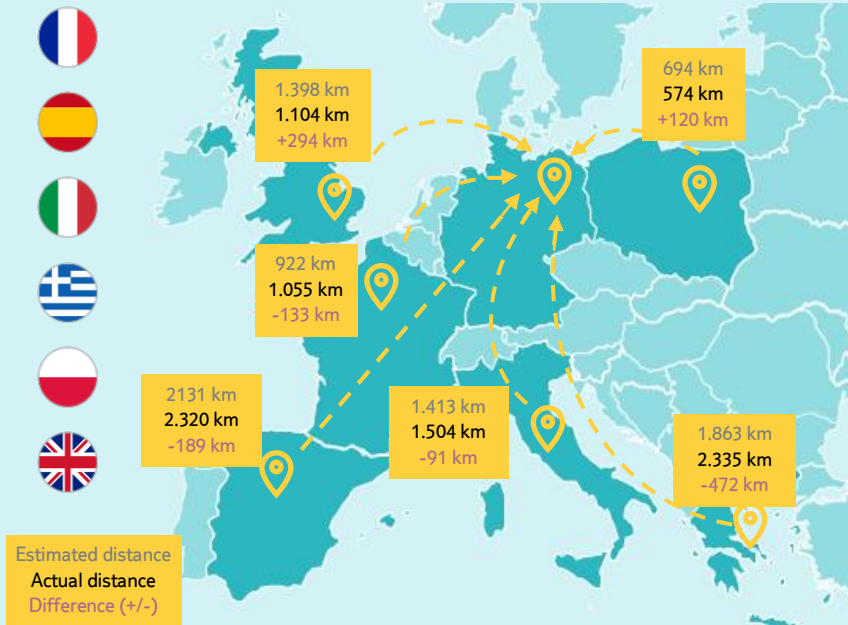 1.398 km
1.104 km
+294 km
694 km
574 km
+120 km
922 km
1.055 km
-133 km
2131 km
2.320 km
-189 km
1.413 km
1.504 km
-91 km
1.863 km
2.335 km
-472 km
Estimated distance
Actual distance
Difference (+/-)